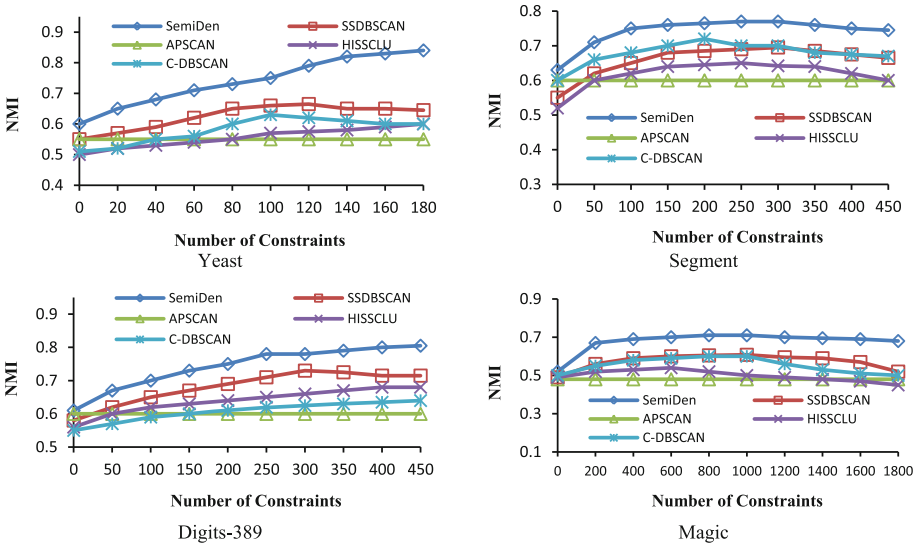 SemiDen SSDBSCAN
APSCAN HISSCLU
C-DBSCAN
NMI
0.9
0.8
0.7
0.6
0.5
0.4
0 20 40 60 80 100 120 140 160 180
Number of Constraints
Yeast
NMI
0.8
0.7
0.6
0.5
0.4
0.3
SemiDen SSDBSCAN
APSCAN HISSCLU
C-DBSCAN
0 50 100 150 200 250 300 350 400 450
Number of Constraints
Segment
SemiDen SSDBSCAN
APSCAN HISSCLU
C-DBSCAN
NMI
0.9
0.8
0.7
0.6
0.5
0 50 100 150 200 250 300 350 400 450
Number of Constraints
Digits-389
NMI
0.9
0.7
0.5
0.3
0.1
SemiDen SSDBSCAN
APSCAN HISSCLU
C-DBSCAN
0 200 400 600 800 1000 1200 1400 1600 1800
Number of Constraints
Magic